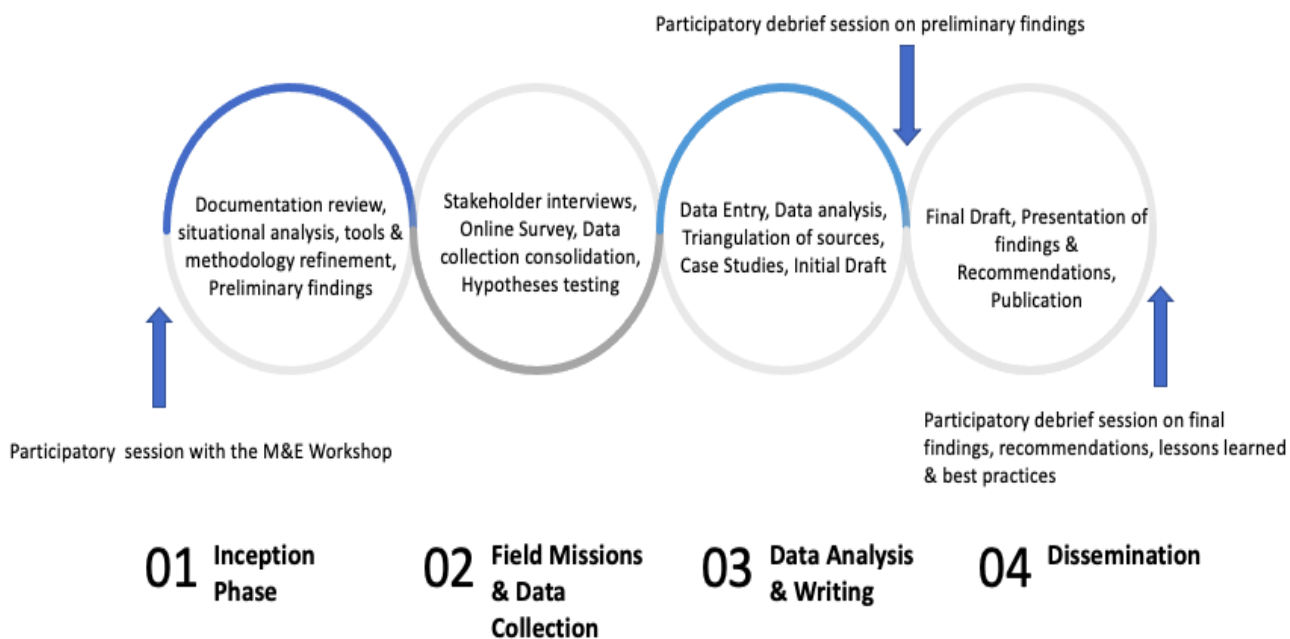 Participatory debrief session on preliminary findings
Documentation review,
situational analysis, tools &
methodology refinement,
Preliminary findings
Stakeholder interviews,
Online Survey, Data
collection consolidation,
Hypotheses testing
Data Entry, Data analysis,
Triangulation of sources,
Case Studies, Initial Draft
Final Draft, Presentation of
findings &
Recommendations,
Publication
Participatory session with the M&E Workshop
Participatory debrief session on final
findings, recommendations, lessons learned
& best practices
01 Inception
Phase
02 Field Missions
& Data
Collection
03 Data Analysis
& Writing
04 Dissemination